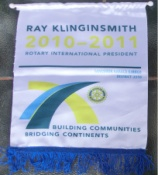 RAY KLINGINSMITH
2010-2011
ROTARY INTERNATIONAL PRESIDENT
BUILDING COMMUNITIES
BRIDGING CONTINENTS